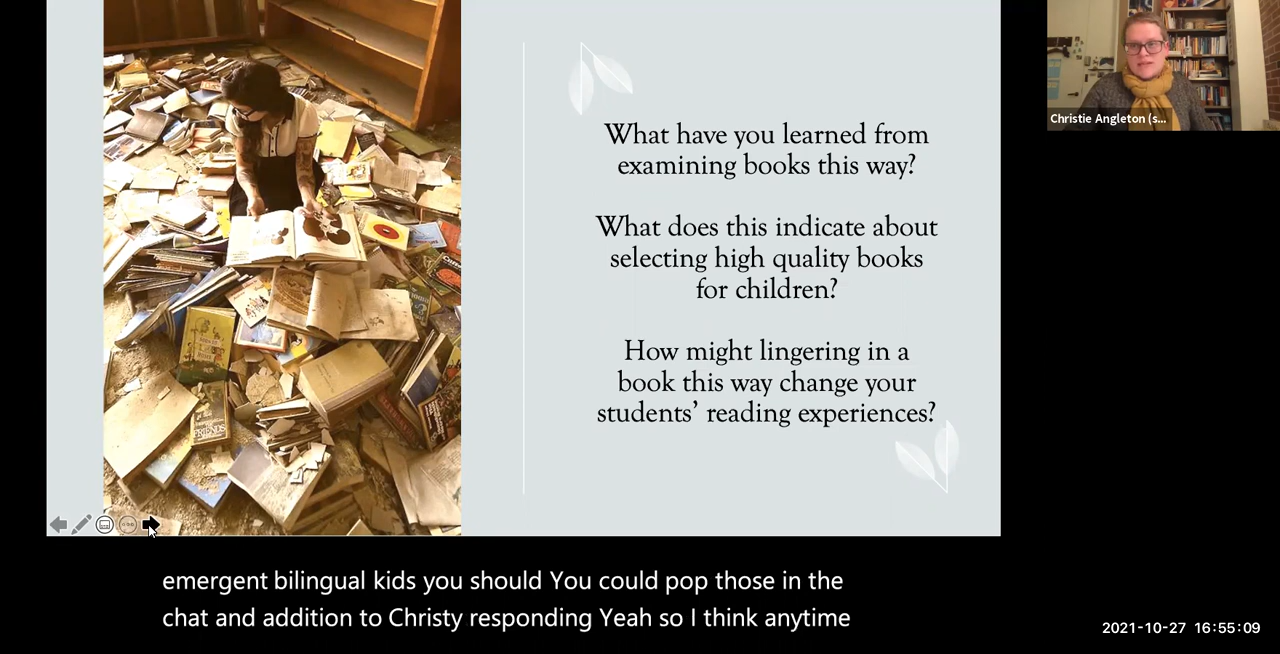 What have you learned from
examining books this way?
What does this indicate about
selecting high quality books
for children?
How might lingering in a
book this way change your
students’ reading experiences?
Christie Angleton (s...
emergent bilingual kids you should You could pop those in the
chat and addition to Christy responding Yeah so I think anytime
2021-10-27 16:55:09